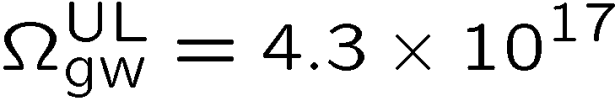 Ω_gw^UL = 4.3 × 10^17